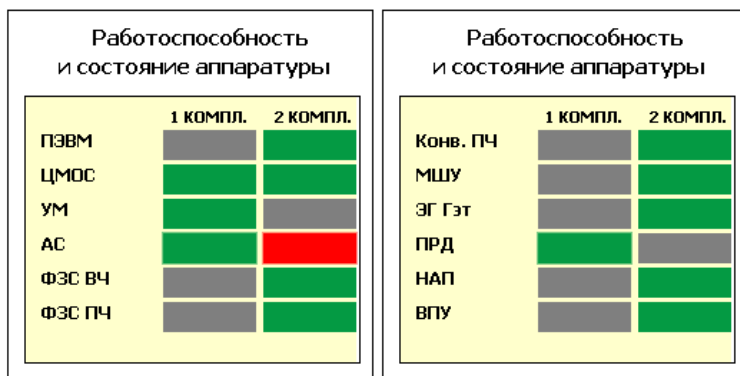 Работоспособность
и состояние аппаратуры
1 КОМПЛ. 2 КОМПЛ.
ПЭВМ
ЦМОС
УМ
АС
ФЗС ВЧ
ФЗС ПЧ
Работоспособность
и состояние аппаратуры
1 КОМПЛ. 2 КОМПЛ.
Конв. ПЧ
МШУ
ЭГ Гэт
ПРД
НАП
ВПУ